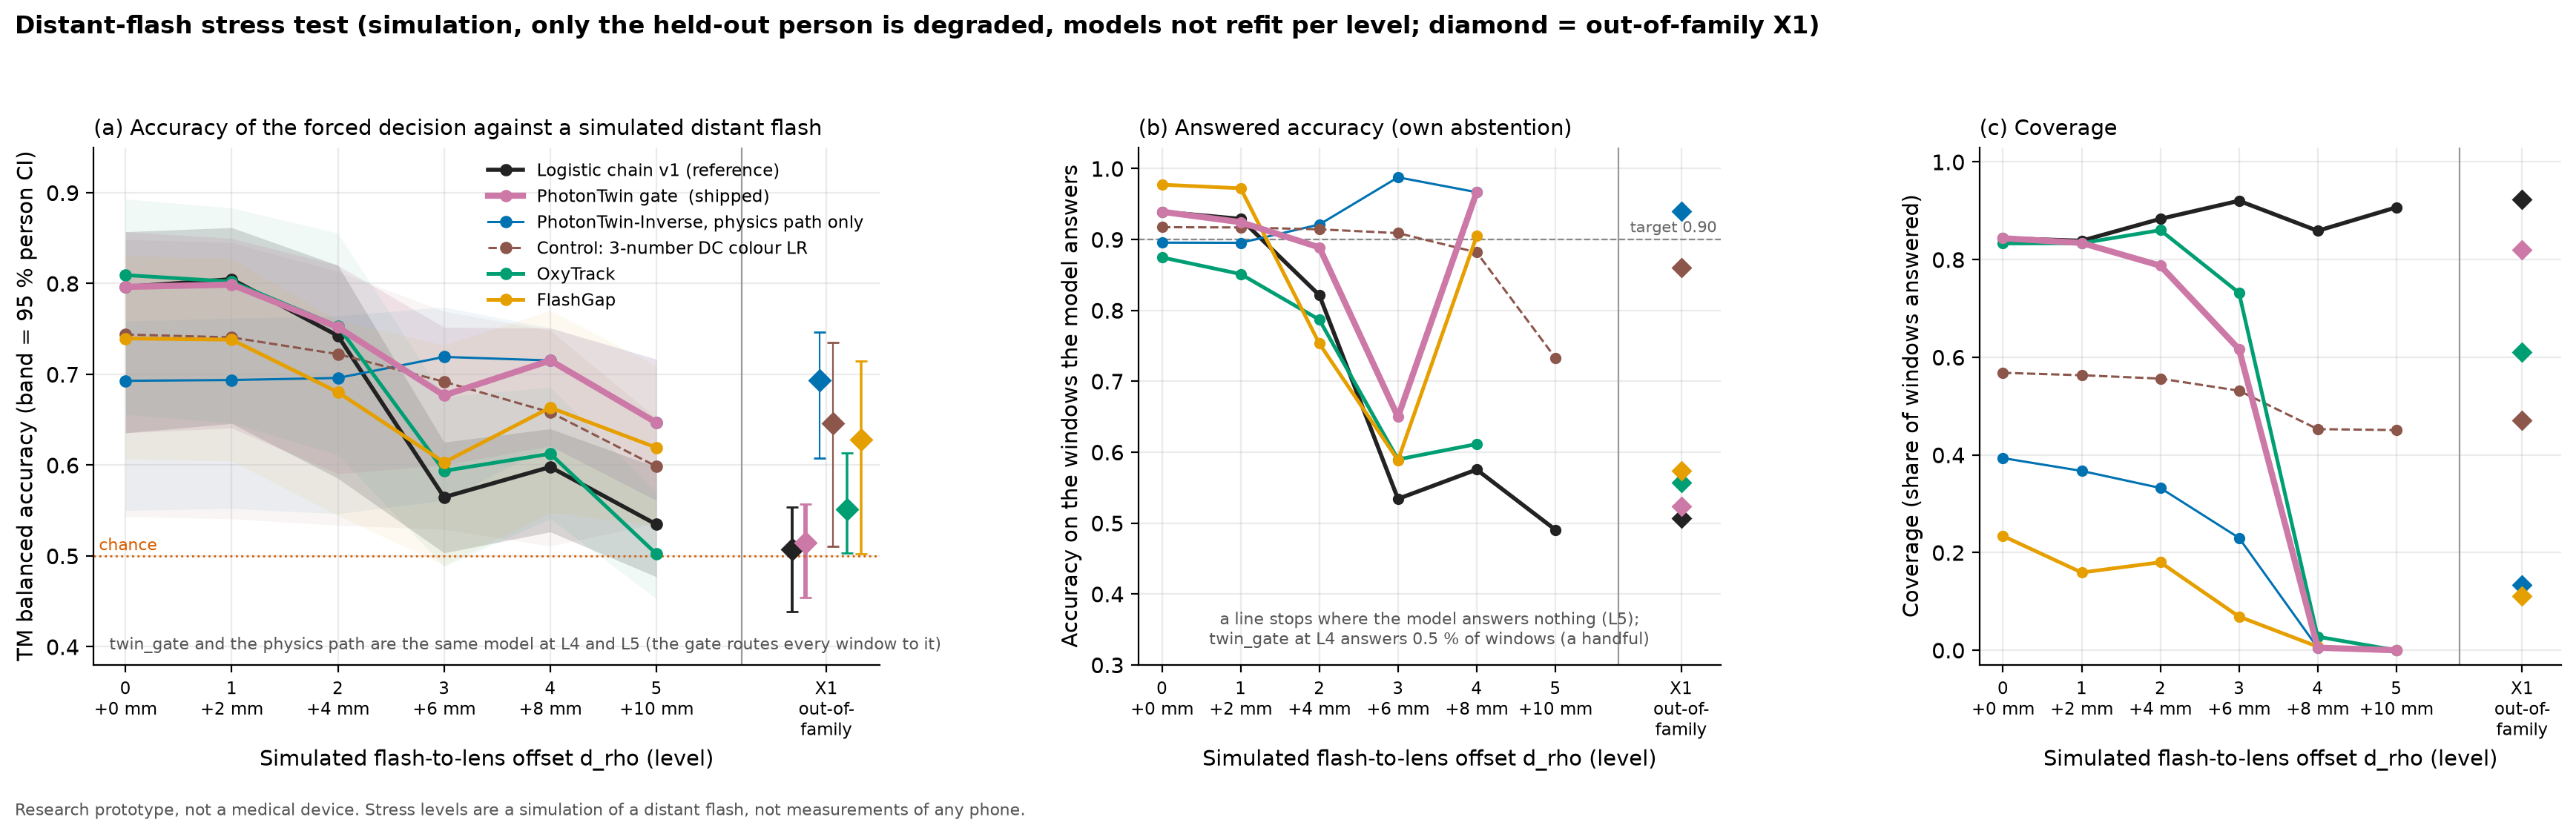 Distant-flash stress test (simulation, only the held-out person is degraded, models not refit per level; diamond = out-of-family X1)
(a) Accuracy of the forced decision against a simulated distant flash
TM balanced accuracy (band = 95 % person CI)
0.9
0.8
0.7
0.6
0.5
0.4
Logistic chain v1 (reference)
PhotonTwin gate (shipped)
PhotonTwin-Inverse, physics path only
Control: 3-number DC colour LR
OxyTrack
FlashGap
chance
twin_gate and the physics path are the same model at L4 and L5 (the gate routes every window to it)
0 1 2 3 4 5 X1
+0 mm +2 mm +4 mm +6 mm +8 mm +10 mm out-of-
family
Simulated flash-to-lens offset d_rho (level)
(b) Answered accuracy (own abstention)
Accuracy on the windows the model answers
1.0
0.9
0.8
0.7
0.6
0.5
0.4
0.3
target 0.90
a line stops where the model answers nothing (L5);
twin_gate at L4 answers 0.5 % of windows (a handful)
0 1 2 3 4 5 X1
+0 mm +2 mm +4 mm +6 mm +8 mm +10 mm out-of-
family
Simulated flash-to-lens offset d_rho (level)
(c) Coverage
Coverage (share of windows answered)
1.0
0.8
0.6
0.4
0.2
0.0
0 1 2 3 4 5 X1
+0 mm +2 mm +4 mm +6 mm +8 mm +10 mm out-of-
family
Simulated flash-to-lens offset d_rho (level)
Research prototype, not a medical device. Stress levels are a simulation of a distant flash, not measurements of any phone.